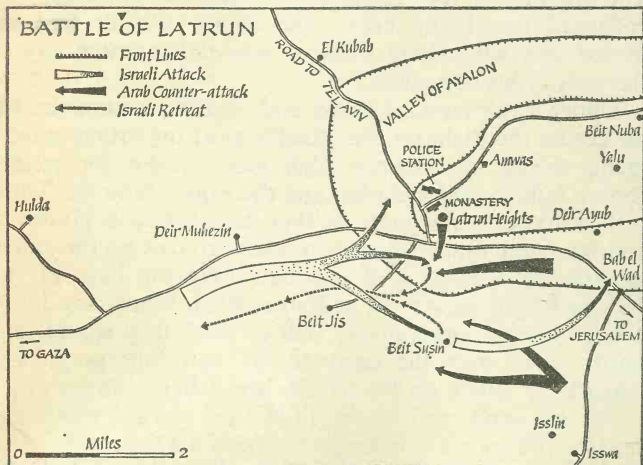 BATTLE OF LATRUN
Front Lines
Israeli Attack
Arab Counter-attack
Israeli Retreat
El Kubab
ROAD TO
TEL AVIV
VALLEY OF AYALON
Beit Nuba
Yalu
POLICE
STATION
Amwas
MONASTERY
Latrun Heights
Deir Ayub
Hulda
Deir Muhezin
Bab el
Wad
Beit Jis
Beit Susin
TO
JERUSALEM
TO GAZA
Isslin
Isswa
Miles
0 2